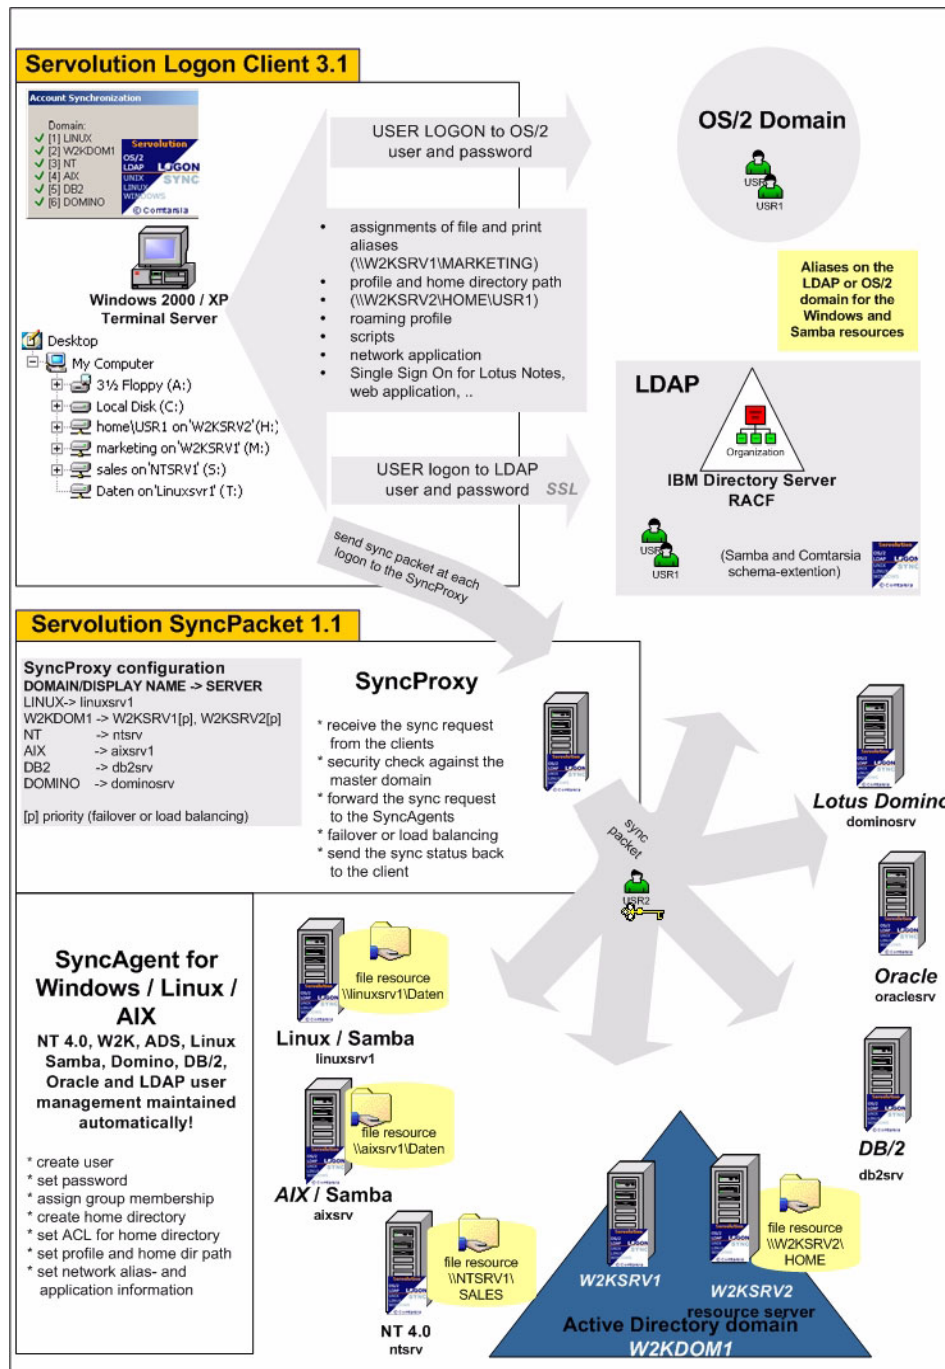 Servolution Logon Client 3.1
Account Synchronization
Domain:
[1] LINUX
[2] W2KDOM1
[3] NT
[4] AIX
[5] DB2
[6] DOMINO
Servolution
OS/2
LDAP
UNIX
LINUX
WINDOWS
LOGON
SYNC
© Comtarsia
Windows 2000 / XP
Terminal Server
Desktop
My Computer
3½ Floppy (A:)
Local Disk (C:)
home\USR1 on'W2KSRV2'(H:)
marketing on'W2KSRV1' (M:)
sales on'NTSRV1' (S:)
Daten on'Linuxsvr1' (T:)
USER LOGON to OS/2
user and password
• assignments of file and print
aliases
(\\W2KSRV1\MARKETING)
• profile and home directory path
• (\\W2KSRV2\HOME\USR1)
• roaming profile
• scripts
• network application
• Single Sign On for Lotus Notes,
web application, ..
USER logon to LDAP
user and password SSL
send sync packet at each
logon to the SyncProxy
OS/2 Domain
USR1
Aliases on the
LDAP or OS/2
domain for the
Windows and
Samba resources
LDAP
Organization
IBM Directory Server
RACF
USR1
(Samba and Comtarsia
schema-extention)
Servolution SyncPacket 1.1
SyncProxy configuration
DOMAIN/DISPLAY NAME -> SERVER
LINUX-> linuxsrv1
W2KDOM1 -> W2KSRV1[p], W2KSRV2[p]
NT -> ntsrv
AIX -> aixsrv1
DB2 -> db2srv
DOMINO -> dominosrv
[p] priority (failover or load balancing)
SyncProxy
* receive the sync request
from the clients
* security check against the
master domain
* forward the sync request
to the SyncAgents
* failover or load balancing
* send the sync status back
to the client
sync
packet
USR2
Lotus Domino
dominosrv
Oracle
oraclesrv
DB/2
db2srv
SyncAgent for
Windows / Linux /
AIX
NT 4.0, W2K, ADS, Linux
Samba, Domino, DB/2,
Oracle and LDAP user
management maintained
automatically!
* create user
* set password
* assign group membership
* create home directory
* set ACL for home directory
* set profile and home dir path
* set network alias- and
application information
file resource
\\linuxsrv1\Daten
Linux / Samba
linuxsrv1
file resource
\\aixsrv1\Daten
AIX / Samba
aixsrv
file resource
\\NTSRV1\
SALES
NT 4.0
ntsrv
file resource
\\W2KSRV2\
HOME
W2KSRV1
W2KSRV2
resource server
Active Directory domain
W2KDOM1